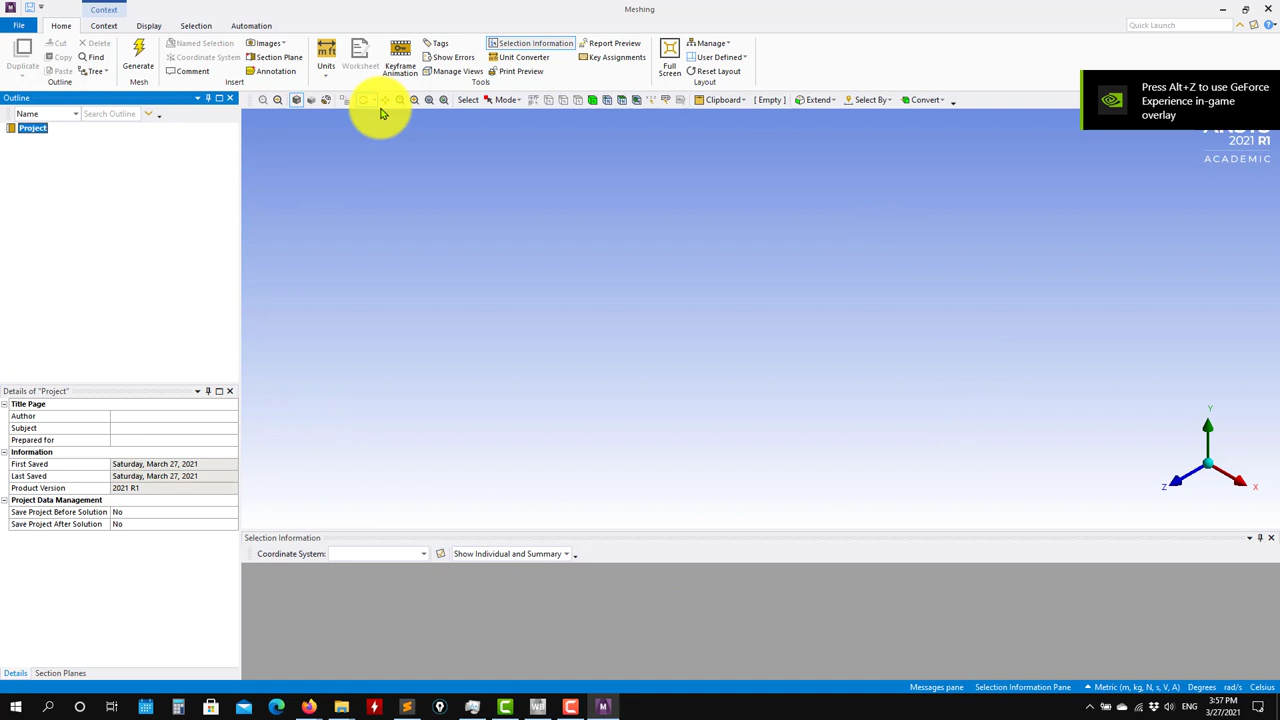 Context
Meshing
File Home Context Display Selection Automation
Quick Launch
Duplicate
Cut
Copy
Paste
Delete
Find
Tree
Outline
Generate
Mesh
Named Selection
Coordinate System
Comment
Images
Section Plane
Annotation
Insert
mft
Units
Worksheet
Keyframe
Animation
Tags
Show Errors
Manage Views
Selection Information
Unit Converter
Print Preview
Report Preview
Key Assignments
Tools
Full
Screen
Manage
User Defined
Reset Layout
Layout
Press Alt+Z to use GeForce
Experience in-game
overlay
2021 R1
ACADEMIC
Outline
Name
Search Outline
Project
Select Mode Clipboard [ Empty ] Extend Select By Convert
Details of "Project"
Title Page
Author
Subject
Prepared for
Information
First Saved Saturday, March 27, 2021
Last Saved Saturday, March 27, 2021
Product Version 2021 R1
Project Data Management
Save Project Before Solution No
Save Project After Solution No
Y
Z
X
Selection Information
Coordinate System: Show Individual and Summary
Details Section Planes
Messages pane Selection Information Pane Metric (m, kg, N, s, V, A) Degrees rad/s Celsius
WB
M
ENG
3:57 PM
3/27/2021